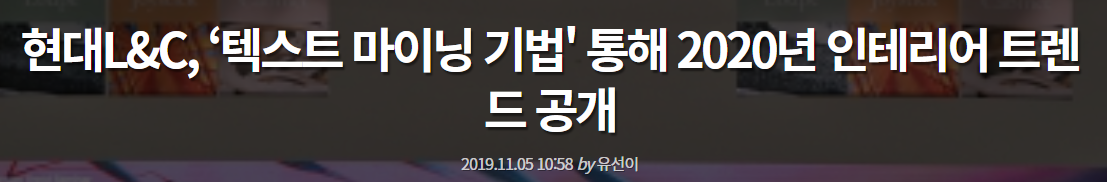 현대L&C, ‘텍스트 마이닝 기법' 통해 2020년 인테리어 트렌
드 공개
2019.11.05 10:58 by 유선이